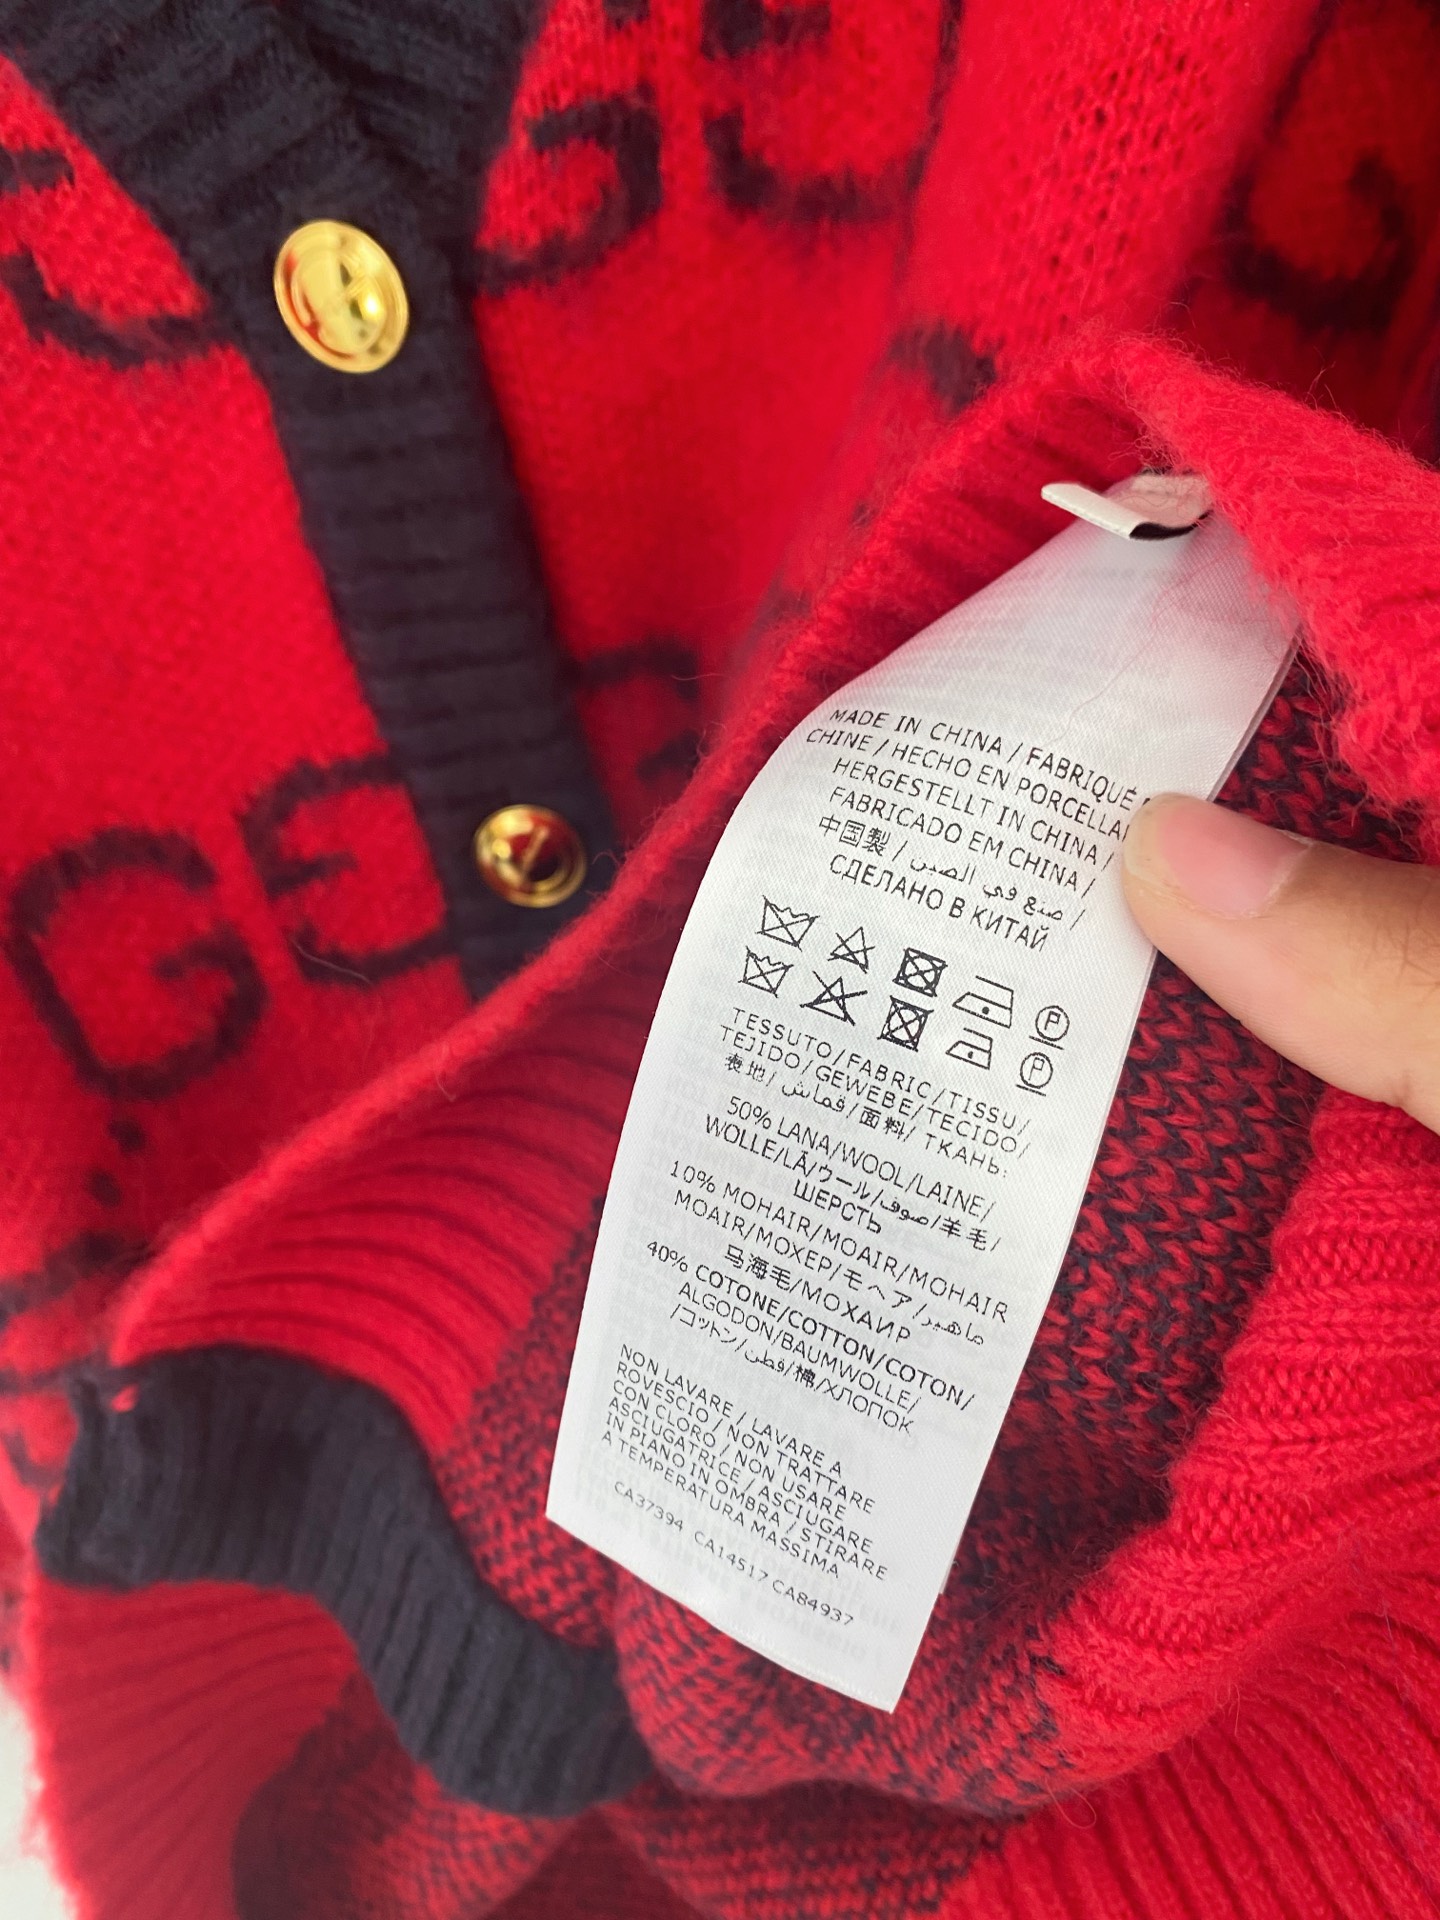 MADE IN CHINA / FABRIQUÉ
CHINE / HECHO EN PORCELLA
HERGESTELLT IN CHINA /
FABRICADO EM CHINA /
中国製 / صنع في الصين /
СДЕЛАНО В КИТАЙ
P
P
TESSUTO/FABRIC/TISSU/
TEJIDO/GEWEBE/TECIDO/
表地/قماش/面料/ ТКАНЬ:
50% LANA/WOOL/LAINE/
WOLLE/LÃ/ウール/صوف/羊毛/
ШЕРСТЬ
10% MOHAIR/MOAIR/MOHAIR
MOAIR/MOXEP/モヘア/ماهير/
马海毛/МОХАИР
40% COTONE/COTTON/COTON/
ALGODON/BAUMWOLLE/
/コットン/قطن/棉/ХЛОПОК
NON LAVARE / LAVARE A
ROVESCIO / NON TRATTARE
CON CLORO / NON USARE
ASCIUGATRICE / ASCIUGARE
IN PIANO IN OMBRA / STIRARE
A TEMPERATURA MASSIMA
CA37394 CA14517 CA84937
GG